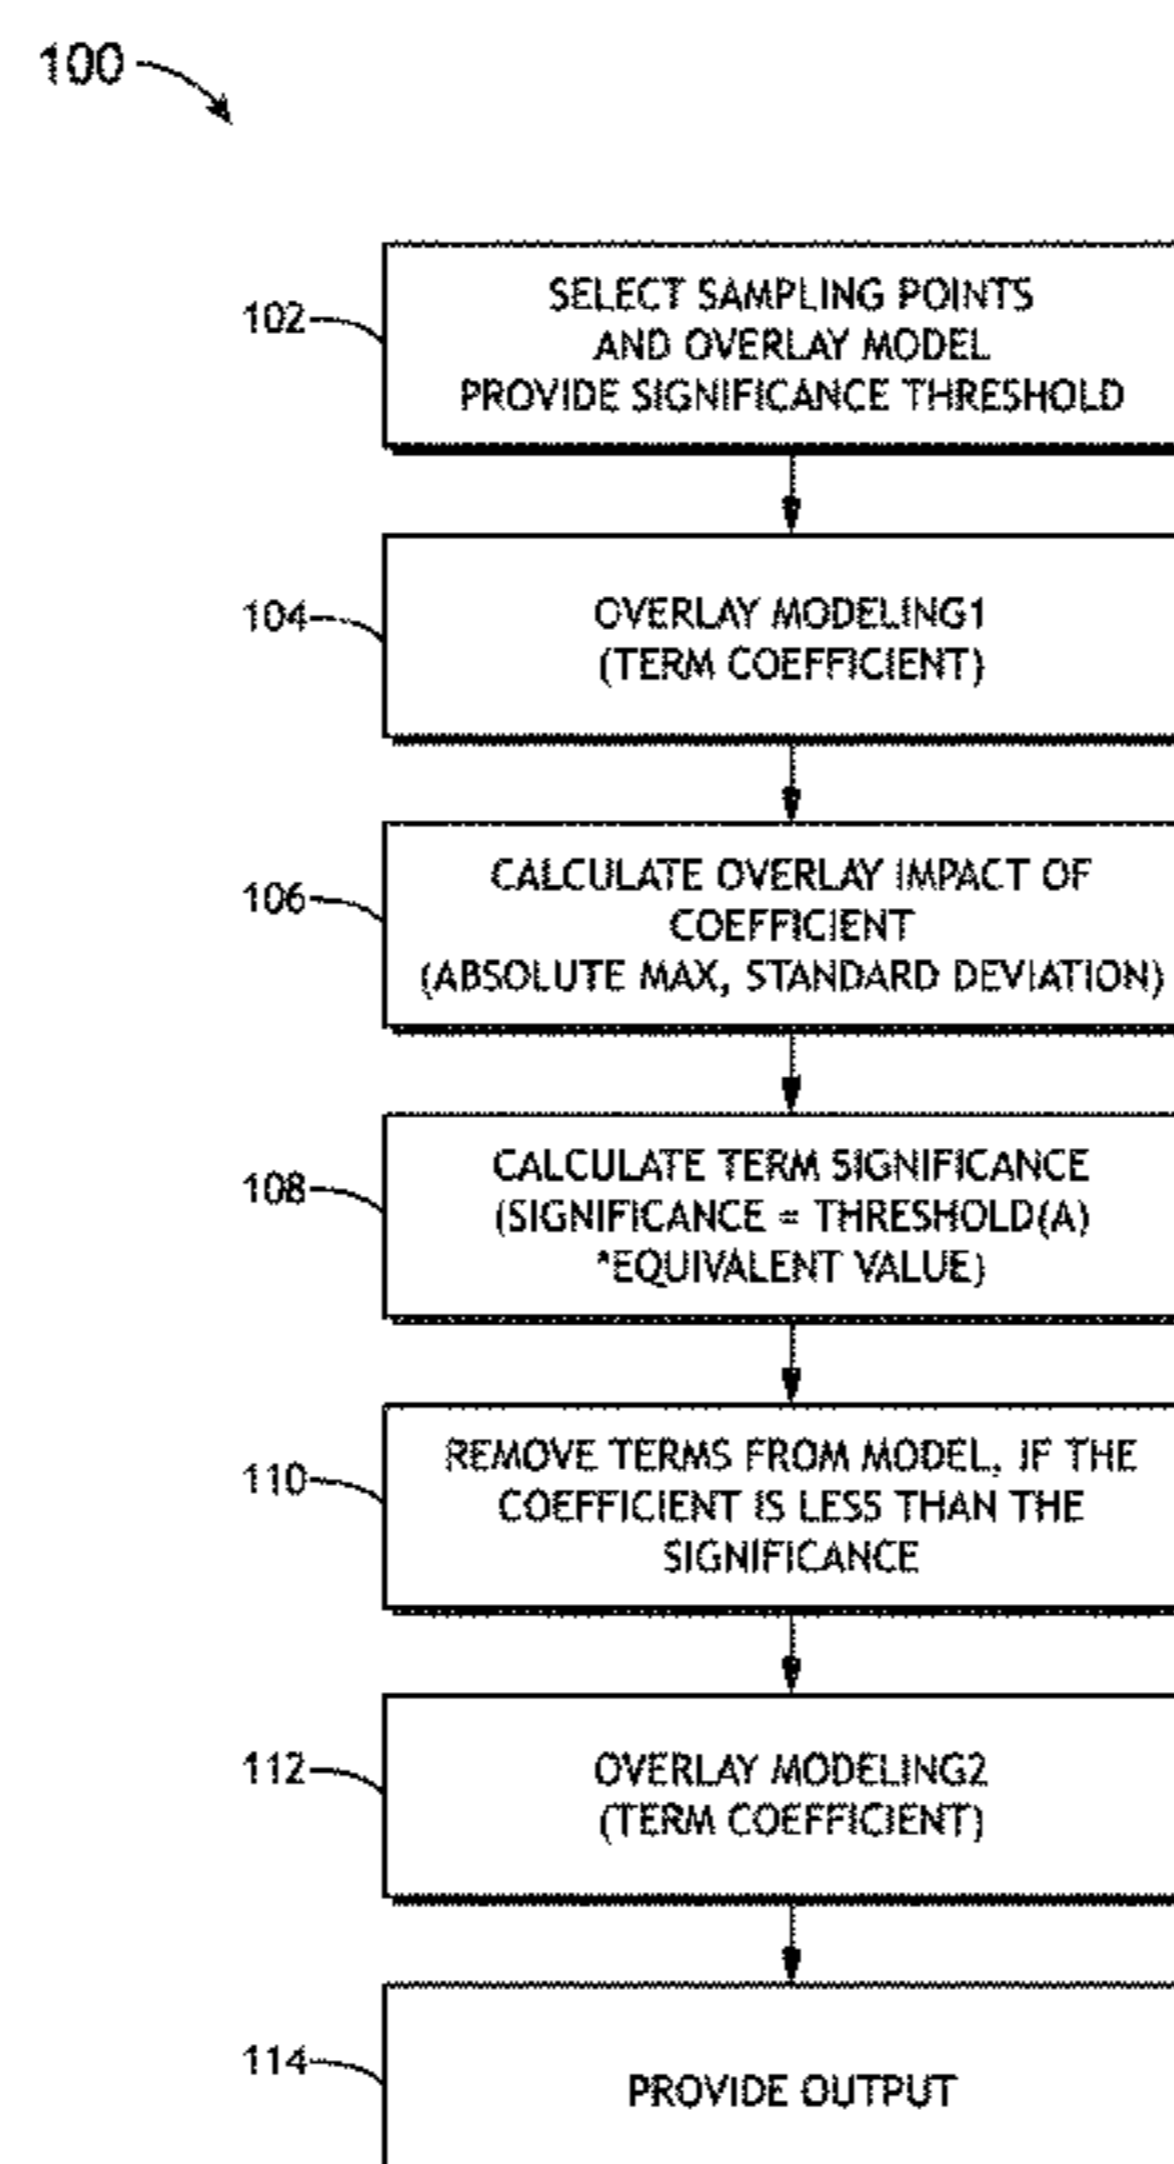 100
102
SELECT SAMPLING POINTS
AND OVERLAY MODEL
PROVIDE SIGNIFICANCE THRESHOLD
104
OVERLAY MODELING1
(TERM COEFFICIENT)
106
CALCULATE OVERLAY IMPACT OF
COEFFICIENT
(ABSOLUTE MAX, STANDARD DEVIATION)
108
CALCULATE TERM SIGNIFICANCE
(SIGNIFICANCE = THRESHOLD(A)
*EQUIVALENT VALUE)
110
REMOVE TERMS FROM MODEL, IF THE
COEFFICIENT IS LESS THAN THE
SIGNIFICANCE
112
OVERLAY MODELING2
(TERM COEFFICIENT)
114
PROVIDE OUTPUT